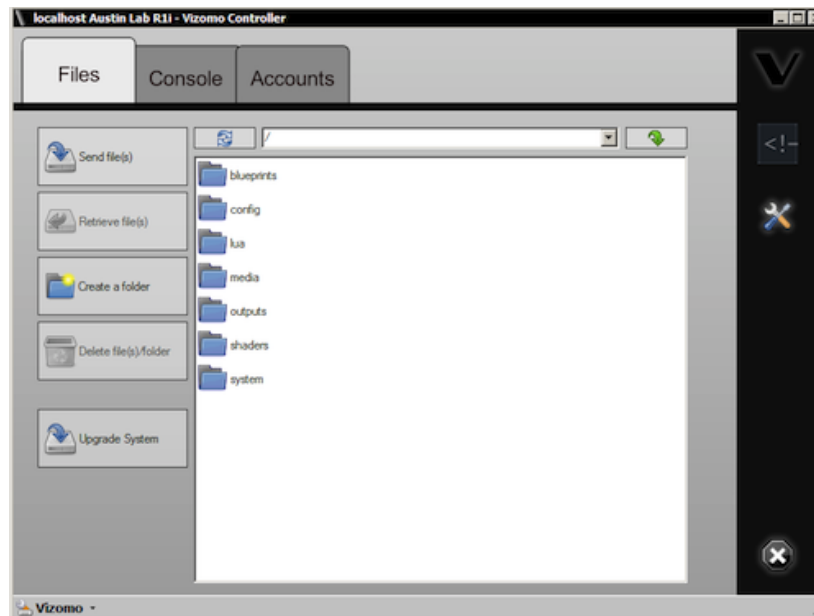 localhost Austin Lab R1i - Vizomo Controller
Files
Console
Accounts
V
<!-
Send file(s)
Retrieve file(s)
Create a folder
Delete file(s)/folder
Upgrade System
/
blueprints
config
lua
media
outputs
shaders
system
Vizomo